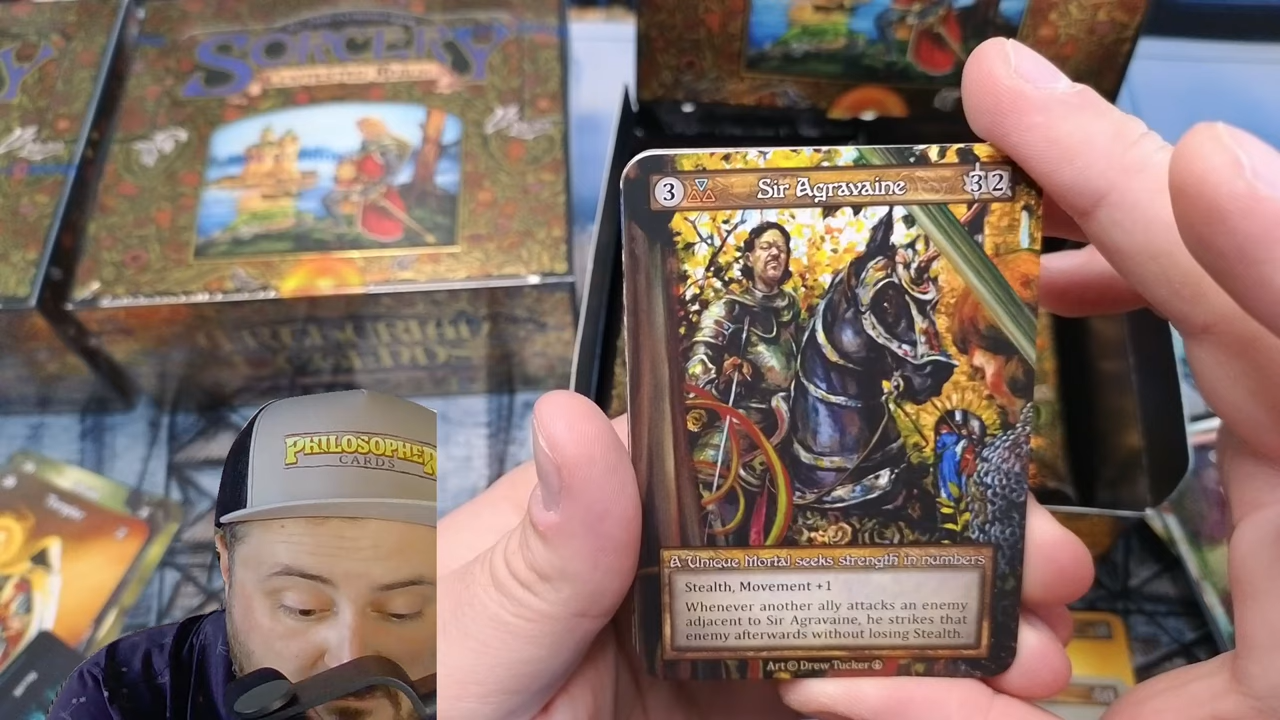 SORCERY
3
Sir Agravaine
3 2
PHILOSOPHER
CARDS
A Unique Mortal seeks strength in numbers
Stealth, Movement +1
Whenever another ally attacks an enemy
adjacent to Sir Agravaine, he strikes that
enemy afterwards without losing Stealth.
Art © Drew Tucker